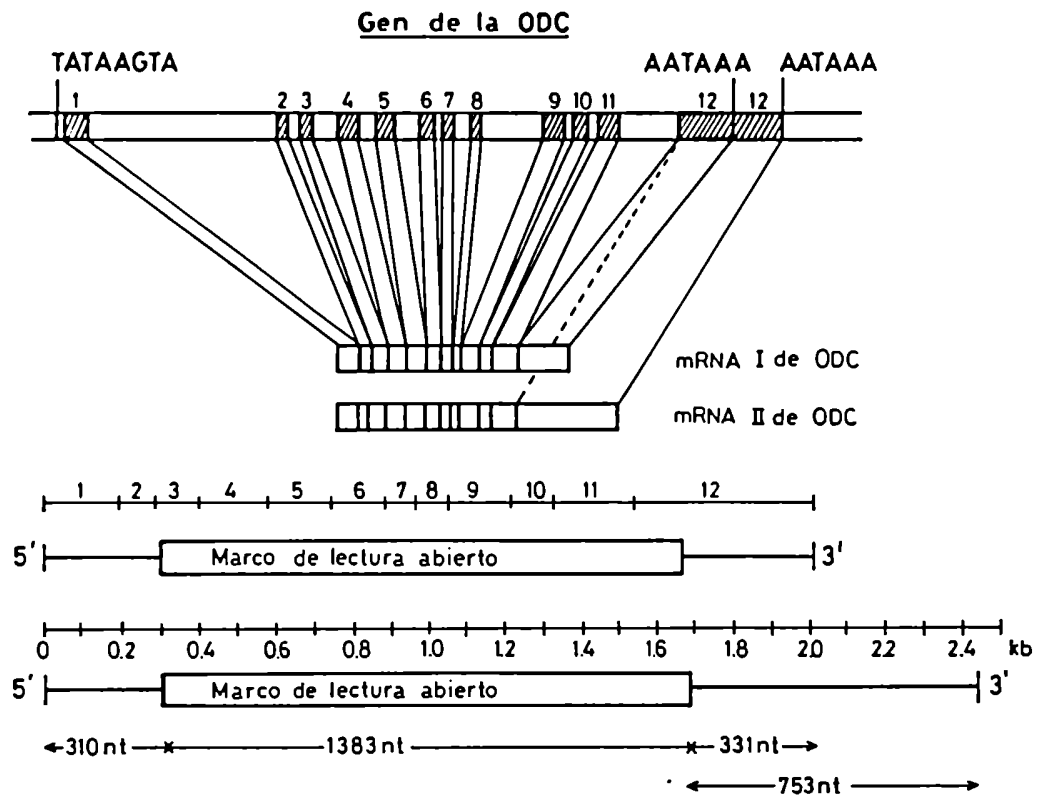 Gen de la ODC
TATAAGTA AATAAA AATAAA
1 2 3 4 5 6 7 8 9 10 11 12 12
mRNA I de ODC
mRNA II de ODC
1 2 3 4 5 6 7 8 9 10 11 12
5' Marco de lectura abierto 3'
0 0.2 0.4 0.6 0.8 1.0 1.2 1.4 1.6 1.8 2.0 2.2 2.4 kb
5' Marco de lectura abierto 3'
310 nt 1383 nt 331 nt
753 nt